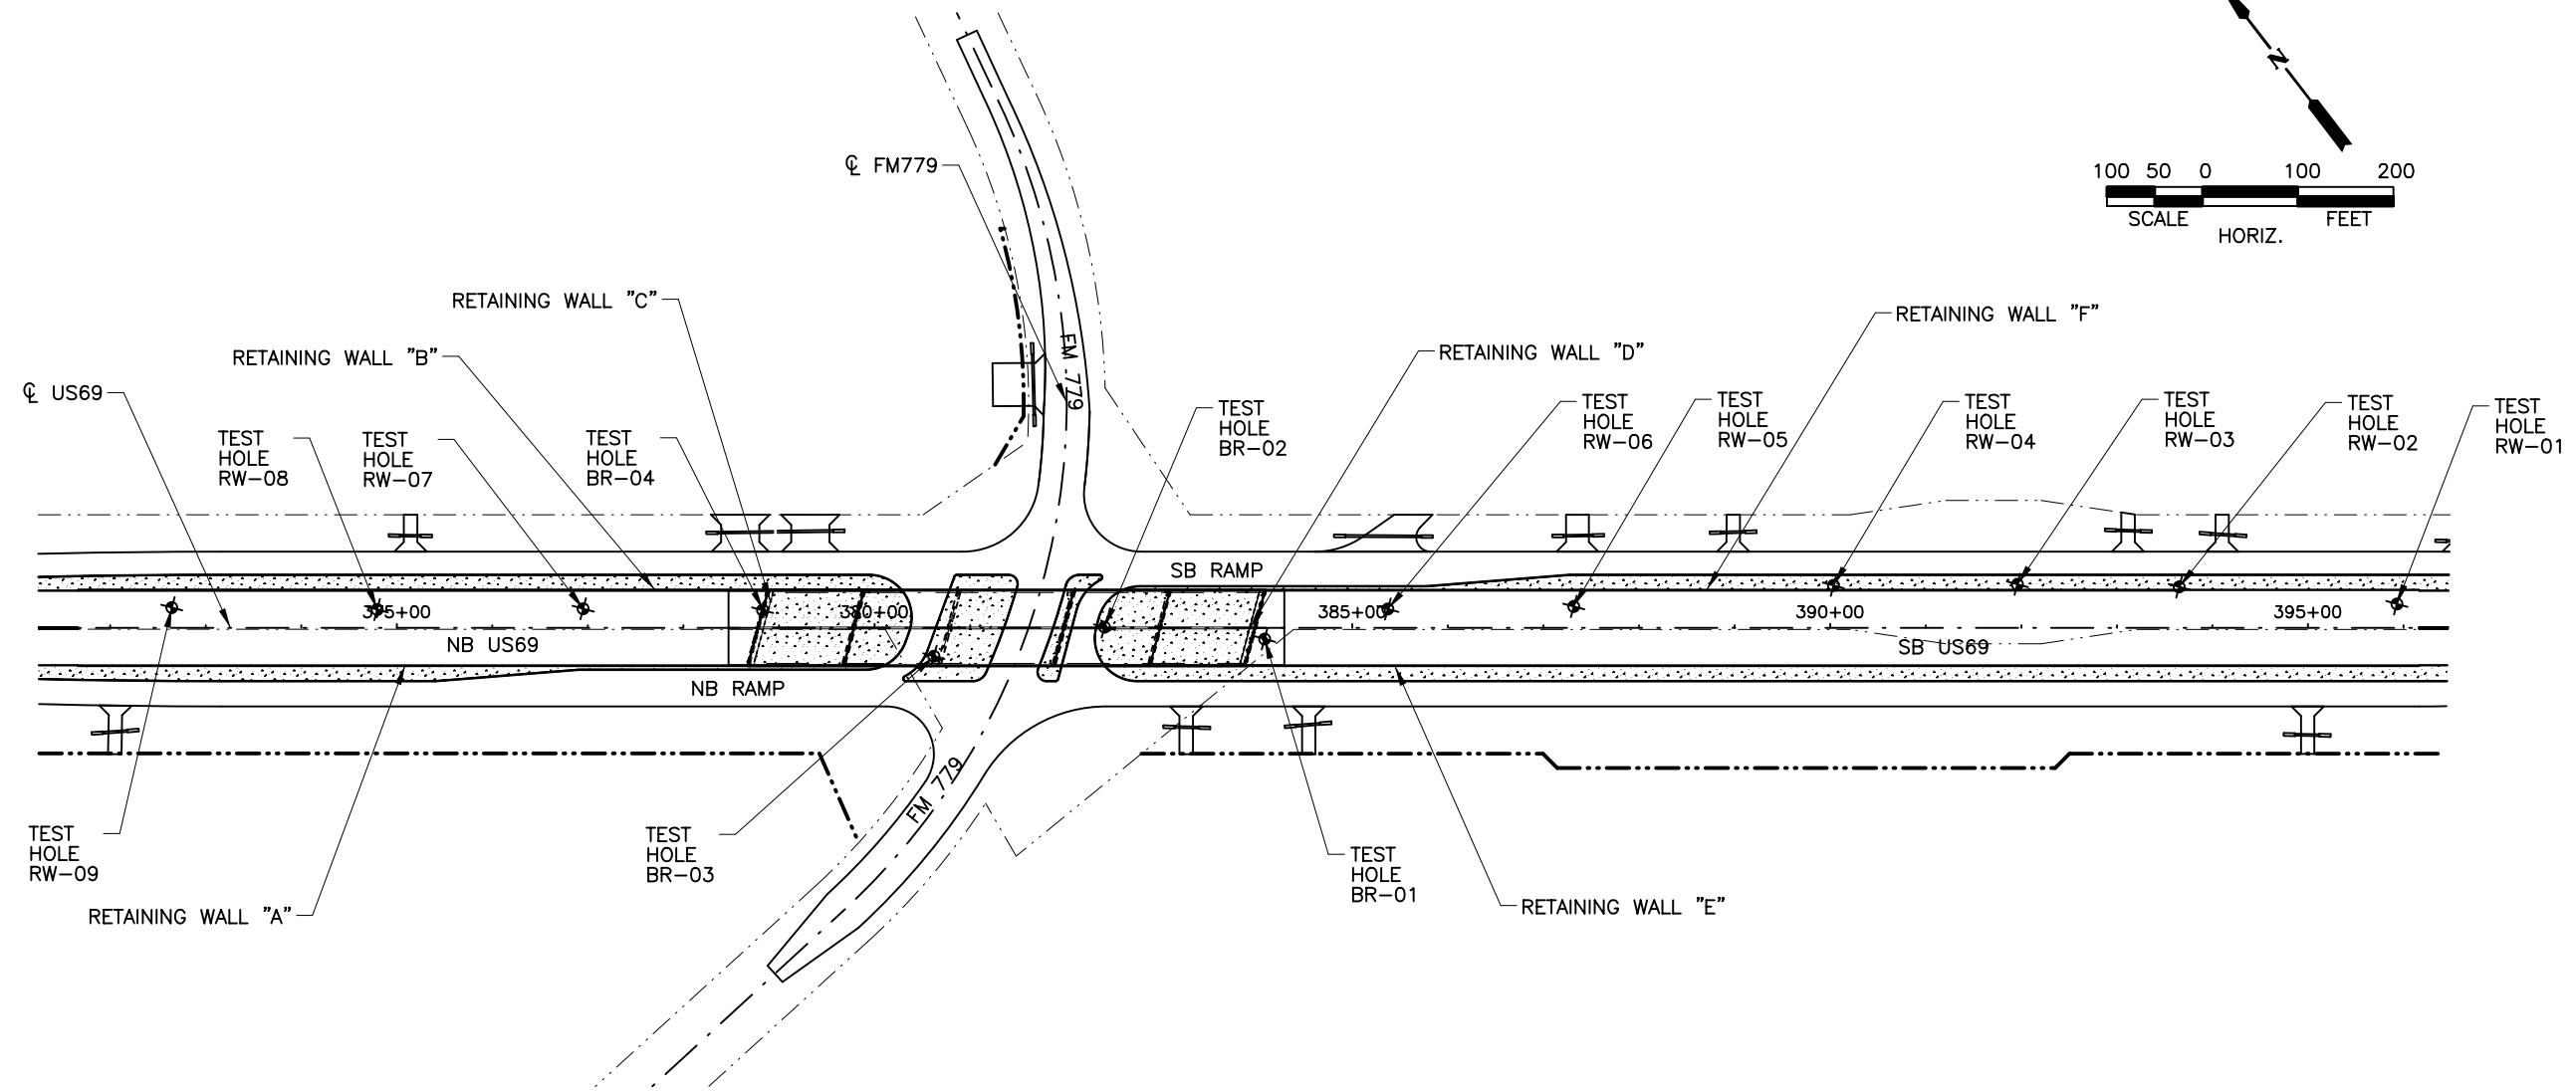 N
100 50 0 100 200
SCALE FEET
HORIZ.
℄ FM779
RETAINING WALL "C"
RETAINING WALL "F"
RETAINING WALL "B"
FM 779
RETAINING WALL "D"
℄ US69
TEST
HOLE
RW-08
TEST
HOLE
RW-07
TEST
HOLE
BR-04
TEST
HOLE
BR-02
TEST
HOLE
RW-06
TEST
HOLE
RW-05
TEST
HOLE
RW-04
TEST
HOLE
RW-03
TEST
HOLE
RW-02
TEST
HOLE
RW-01
SB RAMP
375+00 380+00 385+00 390+00 395+00
NB US69
SB US69
NB RAMP
FM 779
TEST
HOLE
RW-09
TEST
HOLE
BR-03
TEST
HOLE
BR-01
RETAINING WALL "A"
RETAINING WALL "E"